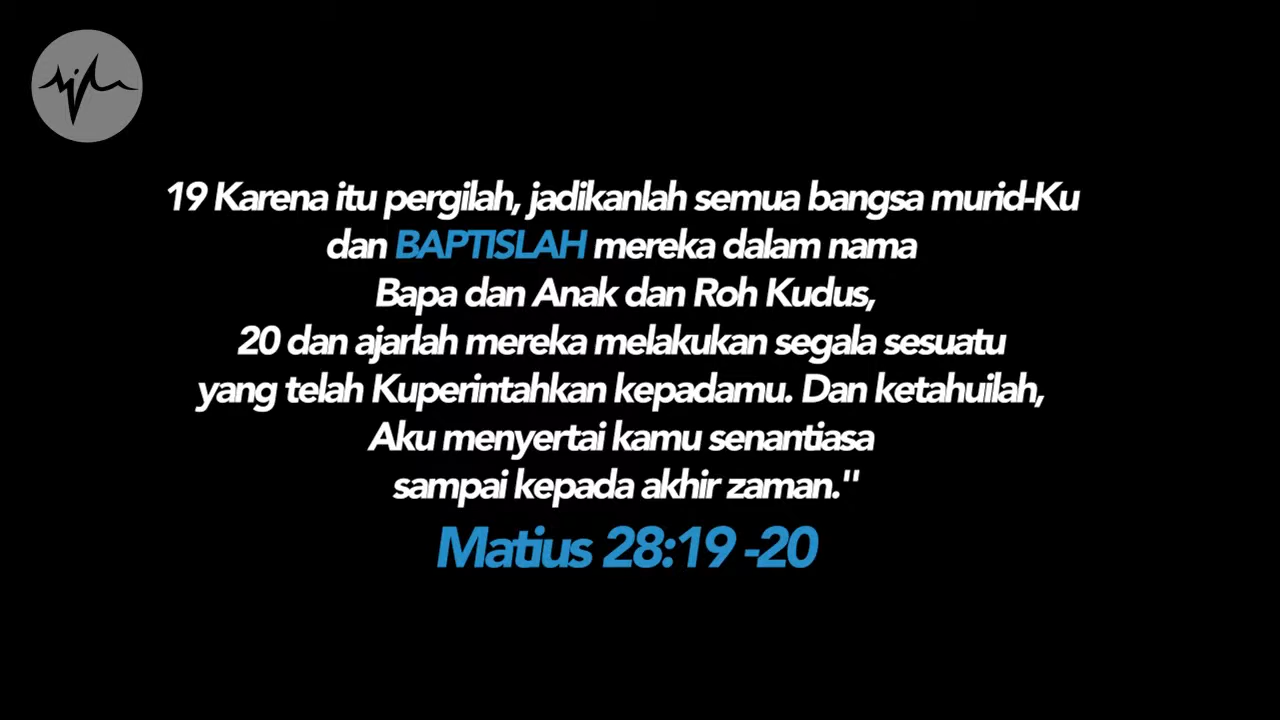 19 Karena itu pergilah, jadikanlah semua bangsa murid-Ku
dan BAPTISLAH mereka dalam nama
Bapa dan Anak dan Roh Kudus,
20 dan ajarlah mereka melakukan segala sesuatu
yang telah Kuperintahkan kepadamu. Dan ketahuilah,
Aku menyertai kamu senantiasa
sampai kepada akhir zaman."
Matius 28:19 -20